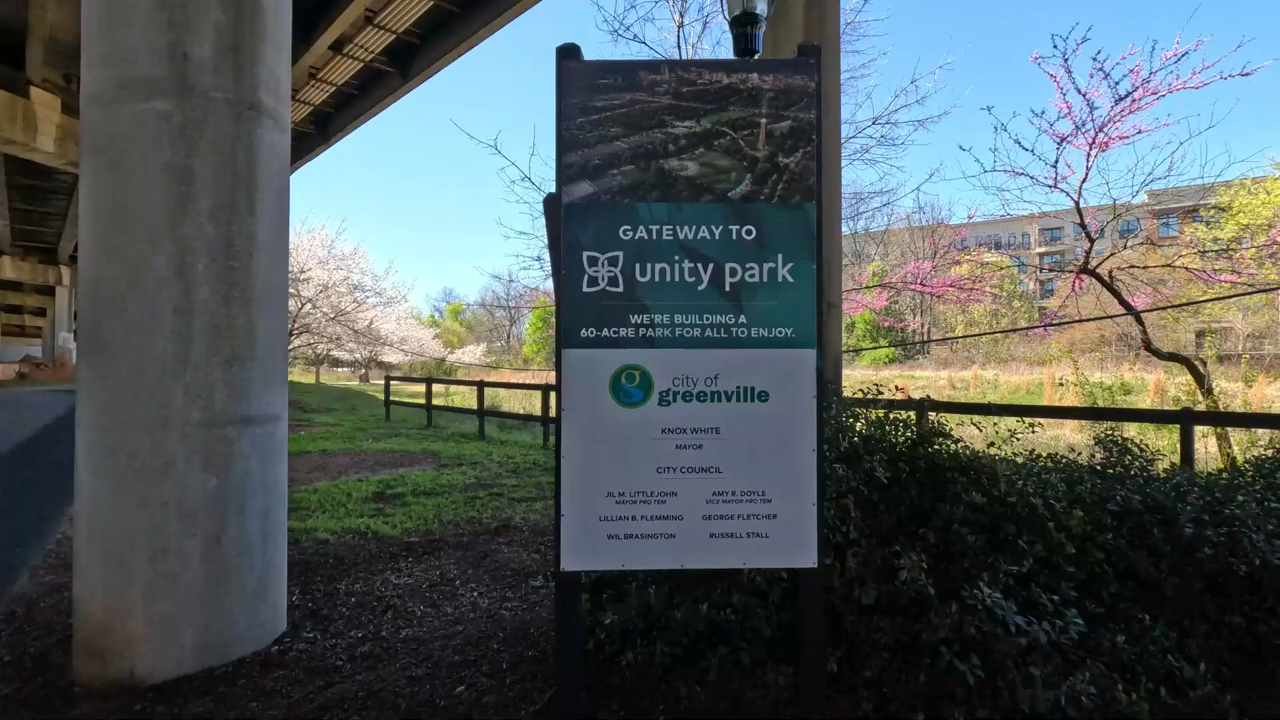 GATEWAY TO
unity park
WE'RE BUILDING A
60-ACRE PARK FOR ALL TO ENJOY.
g city of
greenville
KNOX WHITE
MAYOR
CITY COUNCIL
JIL M. LITTLEJOHN
MAYOR PRO TEM
AMY R. DOYLE
VICE MAYOR PRO TEM
LILLIAN B. FLEMMING
GEORGE FLETCHER
WIL BRASINGTON
RUSSELL STALL